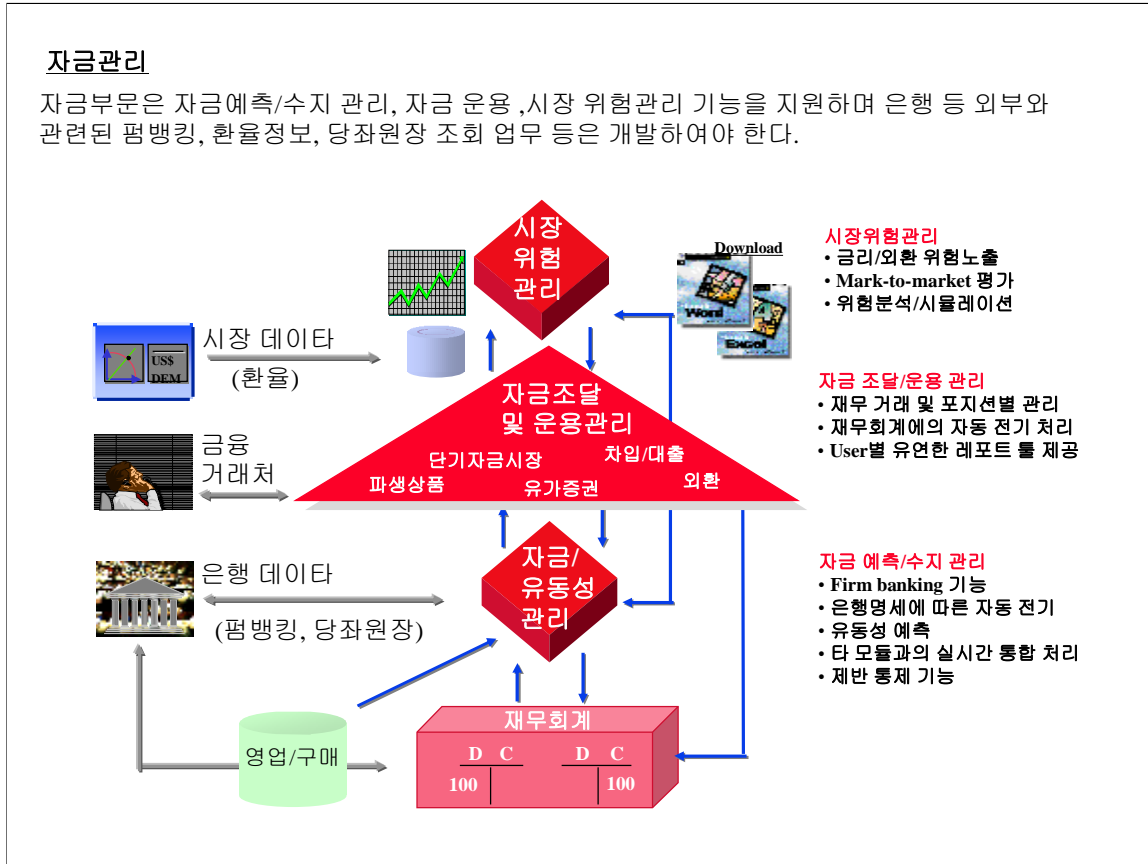 자금관리
자금부문은 자금예측/수지 관리, 자금 운용 ,시장 위험관리 기능을 지원하며 은행 등 외부와
관련된 펌뱅킹, 환율정보, 당좌원장 조회 업무 등은 개발하여야 한다.
시장
위험
관리
Download
Word
Excel
시장위험관리
• 금리/외환 위험노출
• Mark-to-market 평가
• 위험분석/시뮬레이션
US$
DEM
시장 데이타
(환율)
자금조달
및 운용관리
단기자금시장
차입/대출
파생상품
유가증권
외환
자금 조달/운용 관리
• 재무 거래 및 포지션별 관리
• 재무회계에의 자동 전기 처리
• User별 유연한 레포트 툴 제공
금융
거래처
은행 데이타
(펌뱅킹, 당좌원장)
자금/
유동성
관리
자금 예측/수지 관리
• Firm banking 기능
• 은행명세에 따른 자동 전기
• 유동성 예측
• 타 모듈과의 실시간 통합 처리
• 제반 통제 기능
영업/구매
재무회계
D C D C
100 100